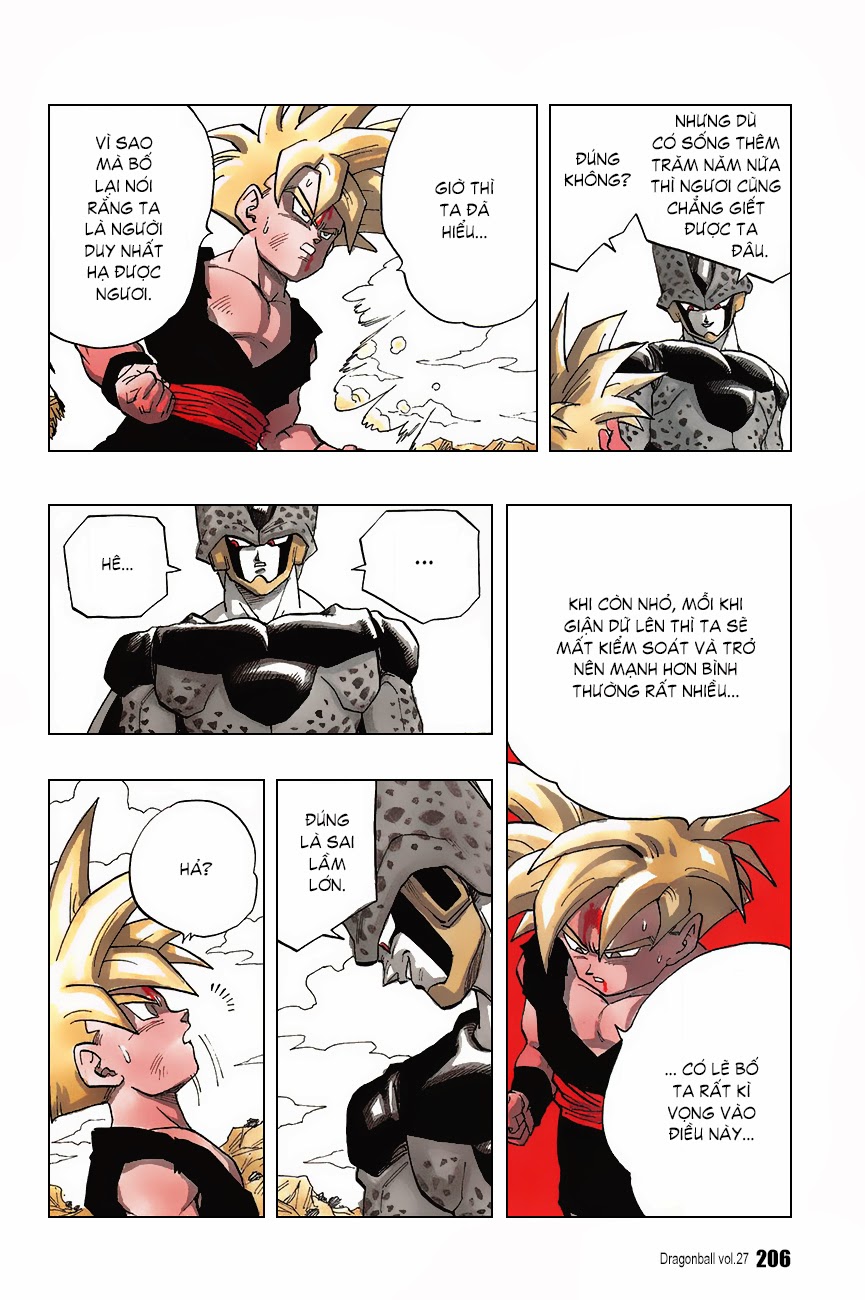 NHƯNG DÙ
CÓ SỐNG THÊM
TRĂM NĂM NỮA
THÌ NGƯƠI CŨNG
CHẲNG GIẾT
ĐƯỢC TA
ĐÂU.
ĐÚNG
KHÔNG?
GIỜ THÌ
TA ĐÃ
HIỂU...
VÌ SAO
MÀ BỐ
LẠI NÓI
RẰNG TA
LÀ NGƯỜI
DUY NHẤT
HẠ ĐƯỢC
NGƯƠI.
KHI CÒN NHỎ, MỖI KHI
GIẬN DỮ LÊN THÌ TA SẼ
MẤT KIỂM SOÁT VÀ TRỞ
NÊN MẠNH HƠN BÌNH
THƯỜNG RẤT NHIỀU...
... CÓ LẼ BỐ
TA RẤT KÌ
VỌNG VÀO
ĐIỀU NÀY...
...
HÊ...
ĐÚNG
LÀ SAI
LẦM
LỚN.
HẢ?
Dragonball vol.27 206